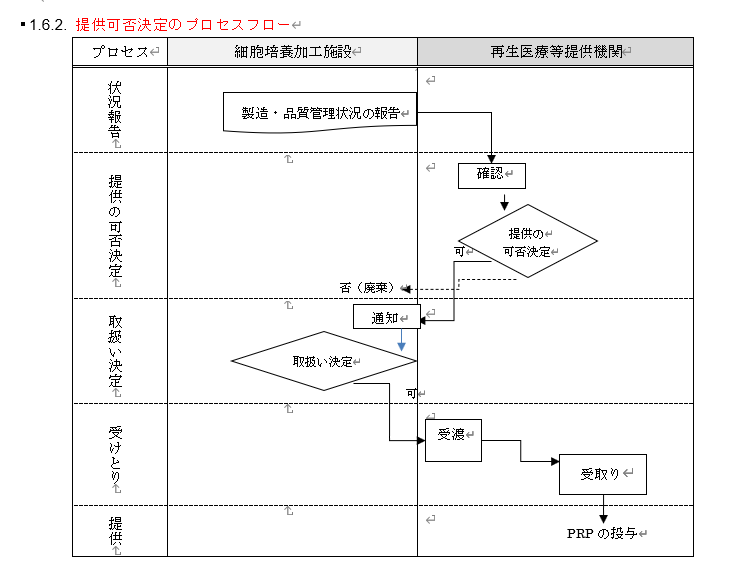 ▪ 1.6.2. 提供可否決定のプロセスフロー
プロセス 細胞培養加工施設 再生医療等提供機関
状況報告
製造・品質管理状況の報告
提供の可否決定
確認
提供の
可否決定
可
否（廃棄）
取扱い決定
通知
取扱い決定
可
受けとり
受渡
受取り
提供
PRP の投与